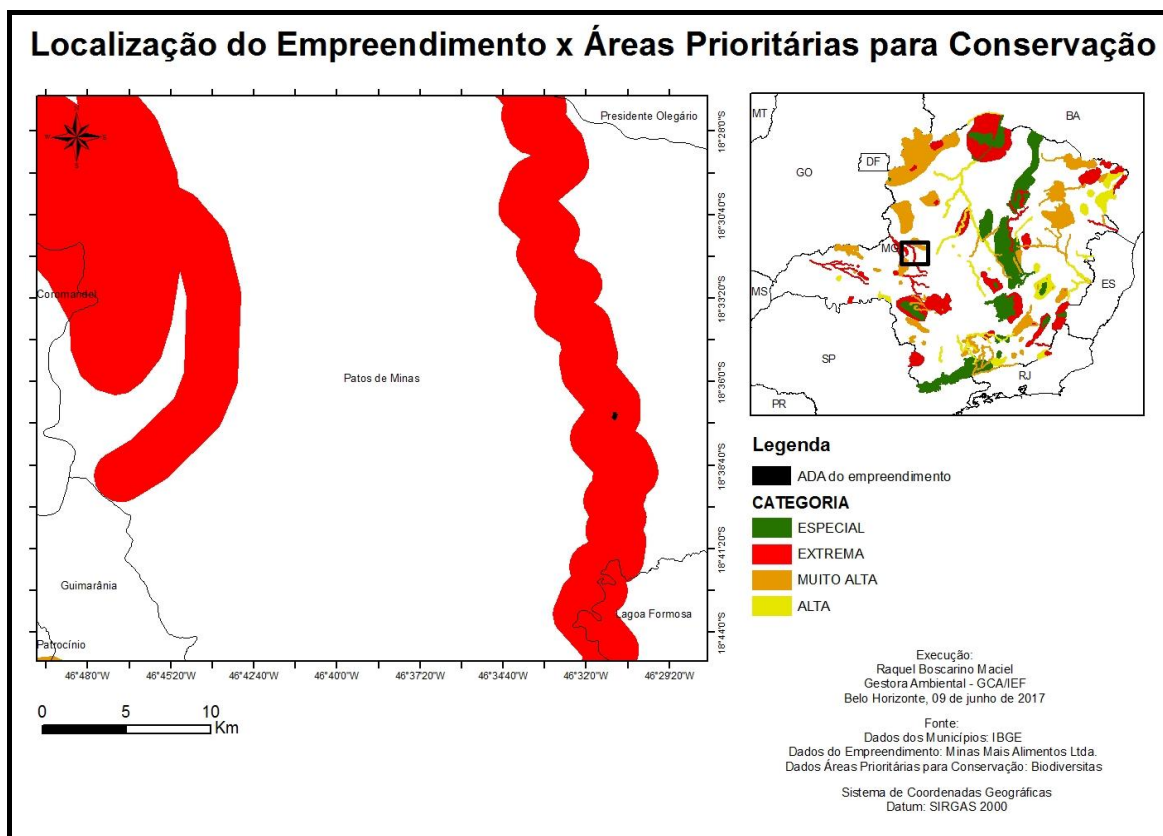 Localização do Empreendimento x Áreas Prioritárias para Conservação
Presidente Olegário
Coromandel
Patos de Minas
Guimarânia
Lagoa Formosa
Patrocínio
18°28'0"S
18°30'40"S
18°33'20"S
18°36'0"S
18°38'40"S
18°41'20"S
18°44'0"S
46°48'0"W
46°45'20"W
46°42'40"W
46°40'0"W
46°37'20"W
46°34'40"W
46°32'0"W
46°29'20"W
0 5 10
Km
MT
BA
DF
GO
MG
ES
MS
SP
RJ
PR
Legenda
ADA do empreendimento
CATEGORIA
ESPECIAL
EXTREMA
MUITO ALTA
ALTA
Execução:
Raquel Boscarino Maciel
Gestora Ambiental - GCA/IEF
Belo Horizonte, 09 de junho de 2017
Fonte:
Dados dos Municípios: IBGE
Dados do Empreendimento: Minas Mais Alimentos Ltda.
Dados Áreas Prioritárias para Conservação: Biodiversitas
Sistema de Coordenadas Geográficas
Datum: SIRGAS 2000